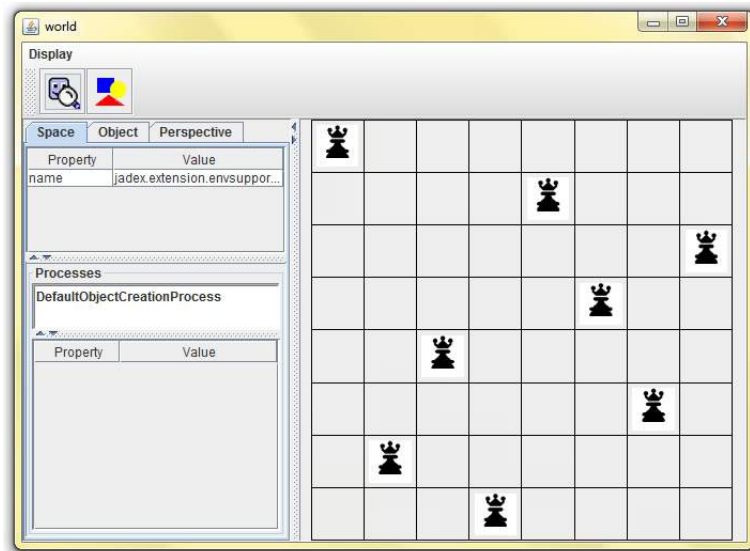 world
Display
Space Object Perspective
Property Value
name jadex.extension.envsuppor...
Processes
DefaultObjectCreationProcess
Property Value